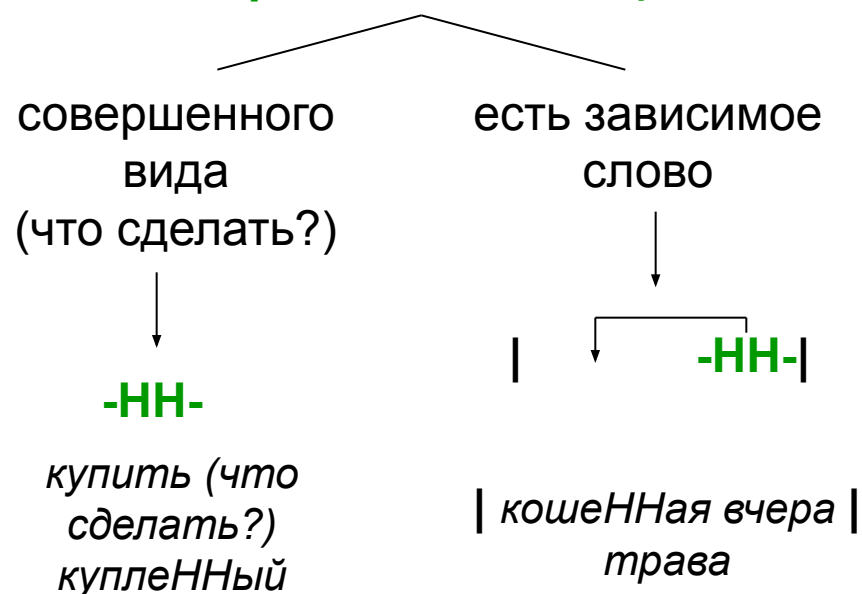 совершенного
вида
(что сделать?)
-НН-
купить (что
сделать?)
куплеННый
есть зависимое
слово
| -НН-|
| кошеННая вчера |
трава